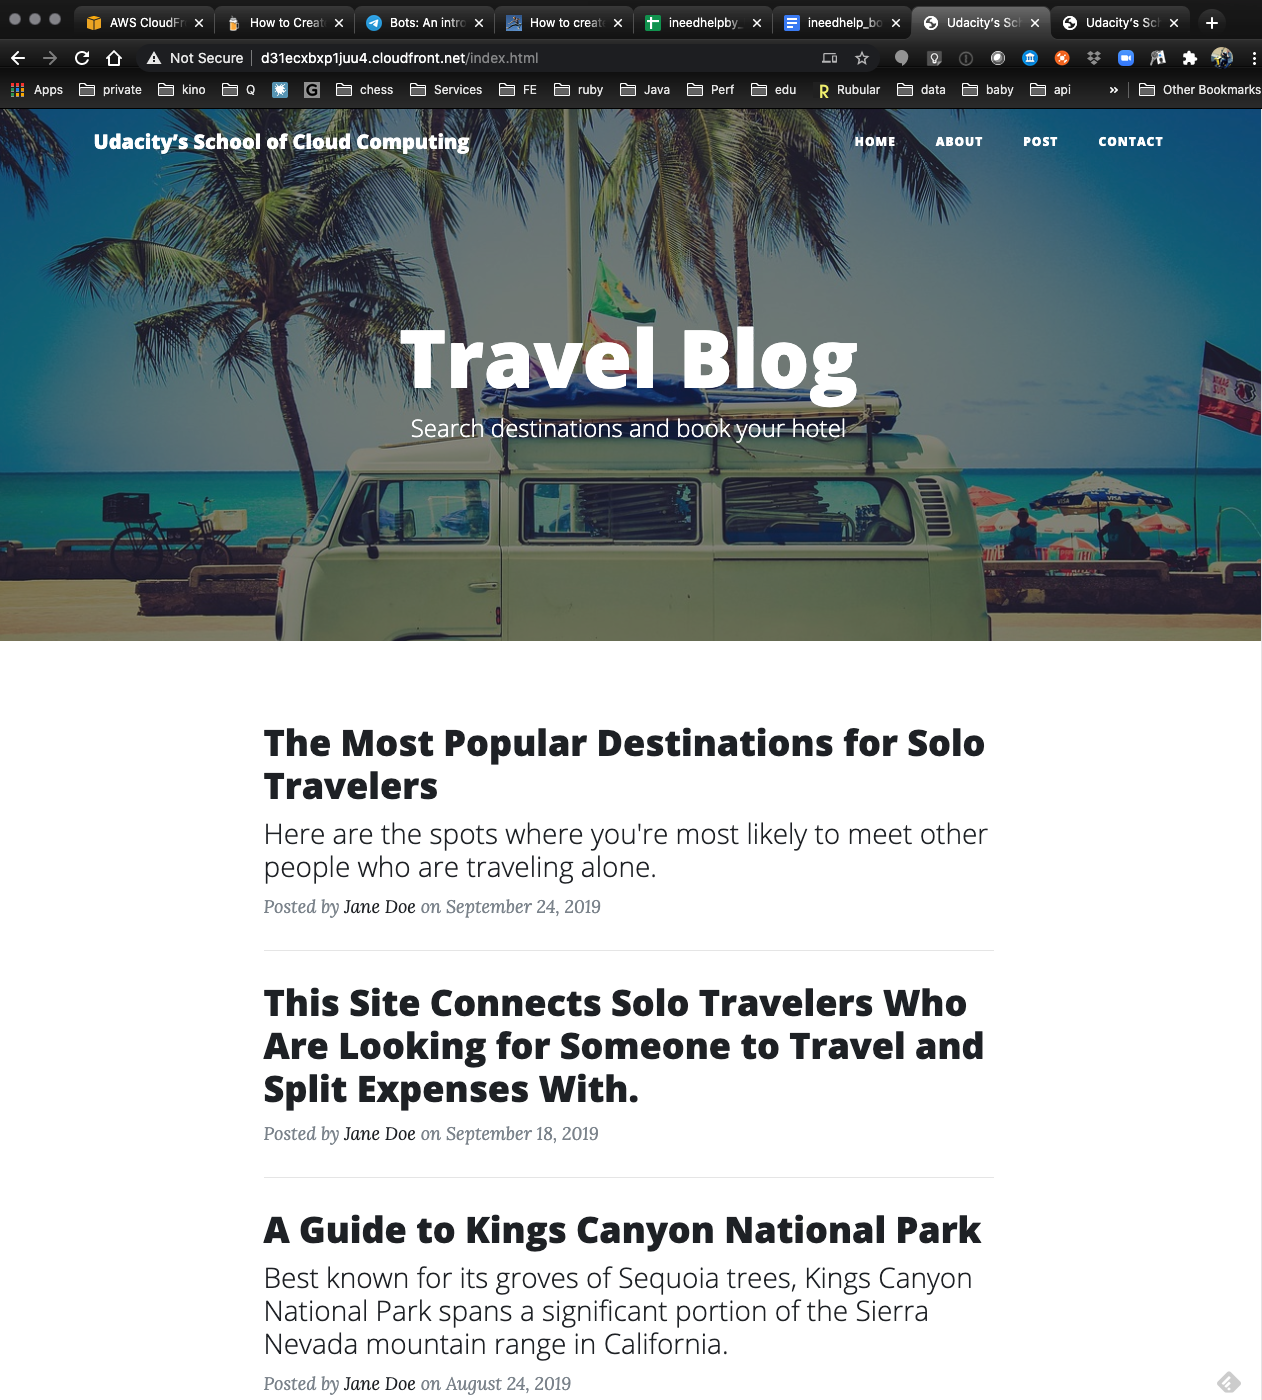 AWS CloudFr
How to Creat
Bots: An intro
How to creat
ineedhelpby_
ineedhelp_bo
Udacity's Sch
Udacity's Sch
Not Secure
d31ecxbxp1juu4.cloudfront.net/index.html
Apps
private
kino
Q
G
chess
Services
FE
ruby
Java
Perf
edu
R
Rubular
data
baby
api
»
Other Bookmarks
Udacity’s School of Cloud Computing
HOME
ABOUT
POST
CONTACT
Travel Blog
Search destinations and book your hotel
VISA
VISA
The Most Popular Destinations for Solo
Travelers
Here are the spots where you're most likely to meet other
people who are traveling alone.
Posted by Jane Doe on September 24, 2019
This Site Connects Solo Travelers Who
Are Looking for Someone to Travel and
Split Expenses With.
Posted by Jane Doe on September 18, 2019
A Guide to Kings Canyon National Park
Best known for its groves of Sequoia trees, Kings Canyon
National Park spans a significant portion of the Sierra
Nevada mountain range in California.
Posted by Jane Doe on August 24, 2019